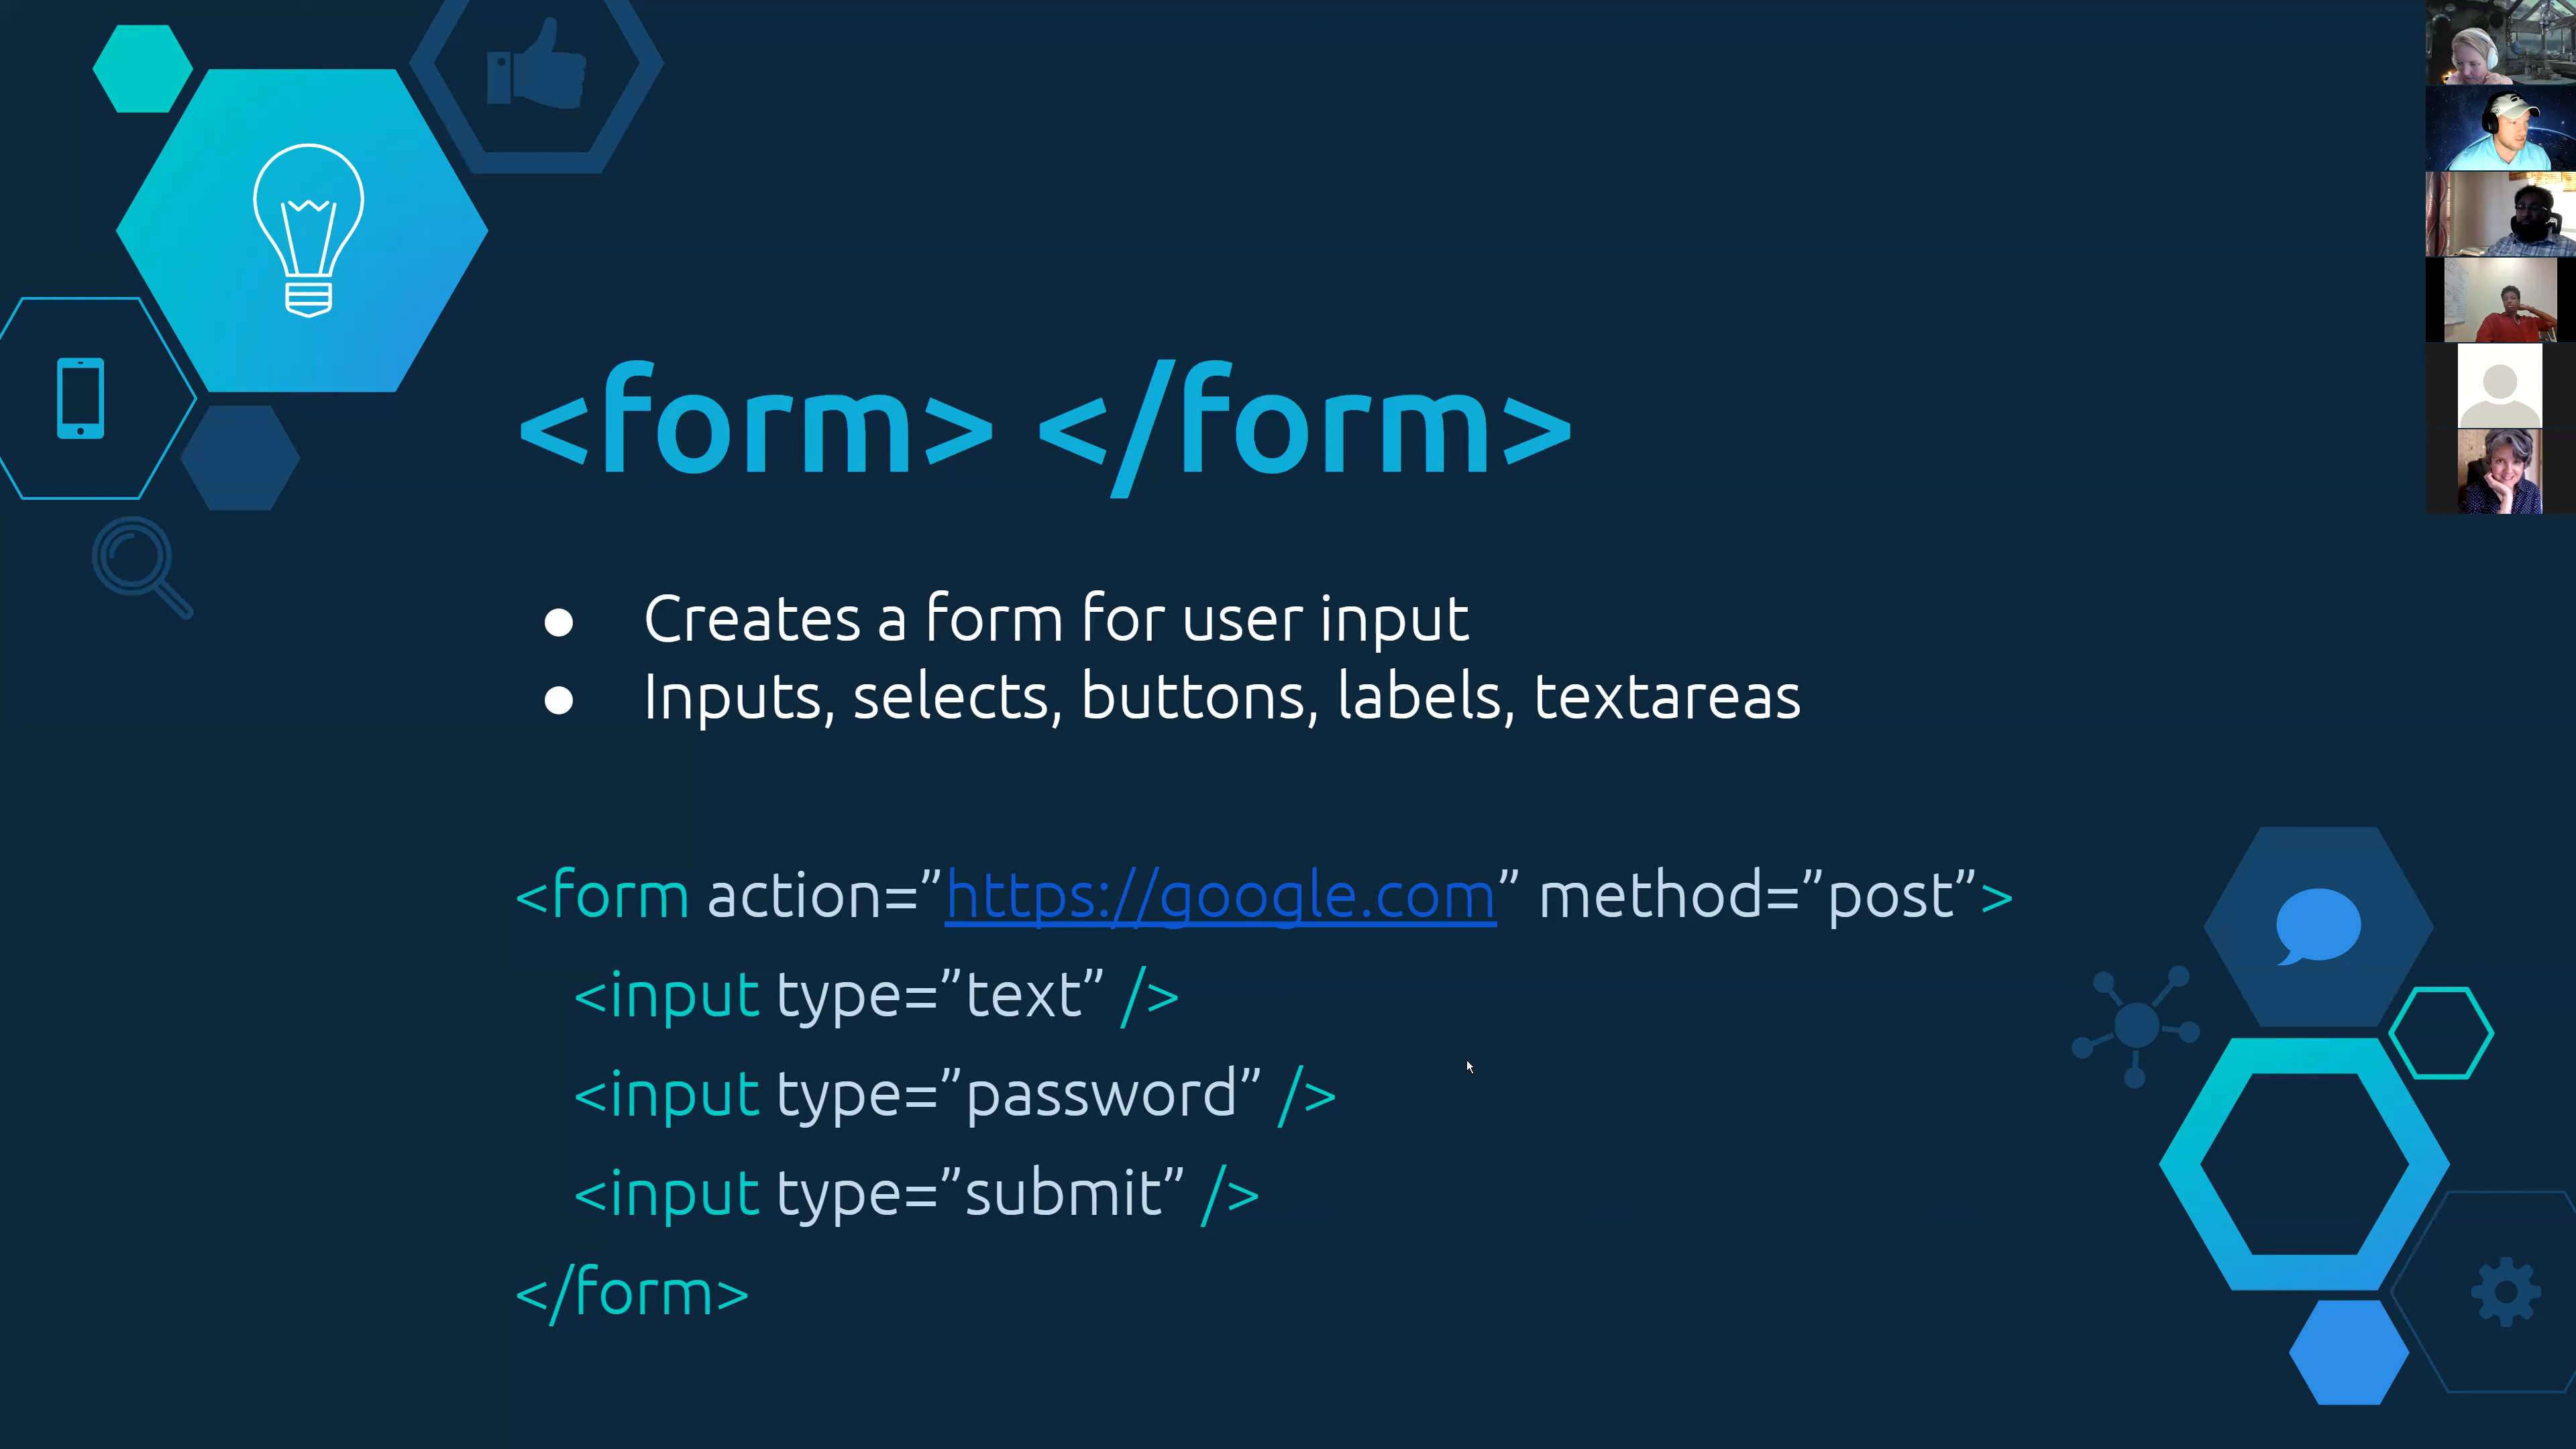 <form> </form>
● Creates a form for user input
● Inputs, selects, buttons, labels, textareas
<form action=”https://google.com” method=”post”>
<input type=”text” />
<input type=”password” />
<input type=”submit” />
</form>